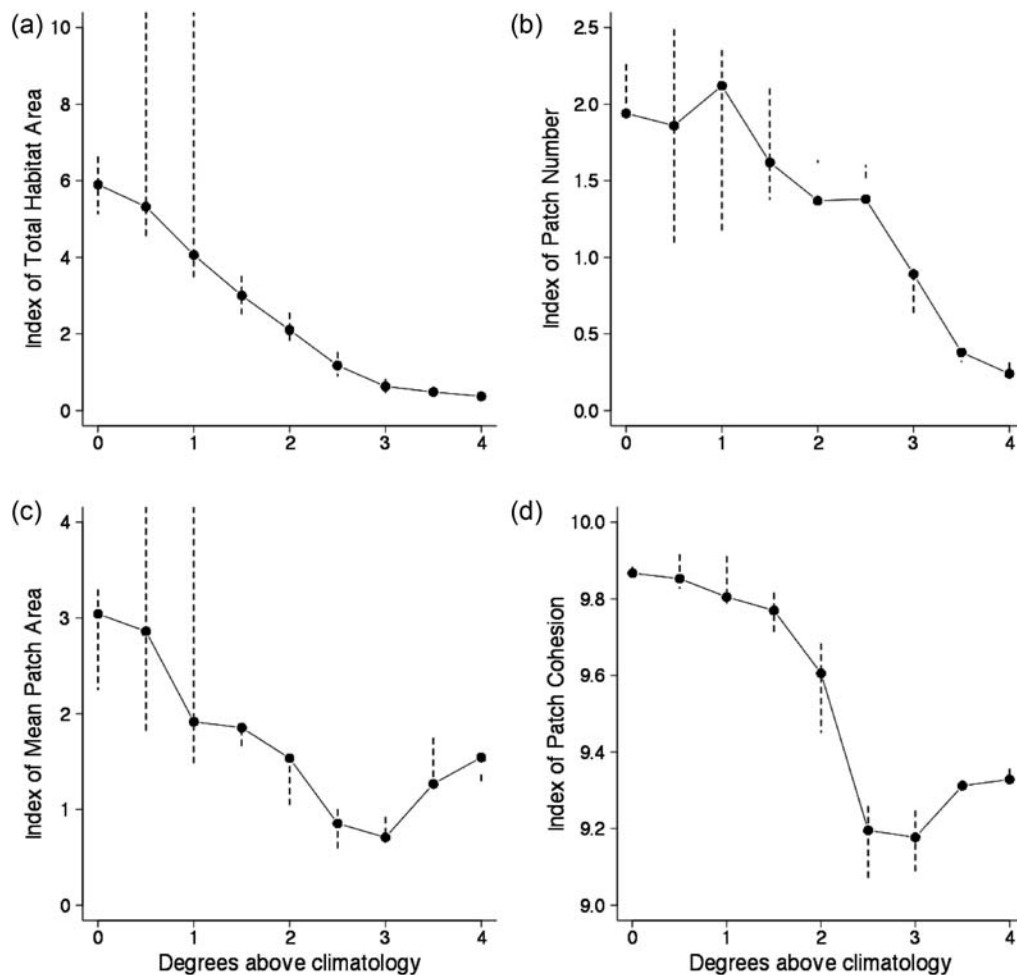 (a)
Index of Total Habitat Area
10
8
6
4
2
0
0 1 2 3 4
(b)
Index of Patch Number
2.5
2.0
1.5
1.0
0.5
0.0
0 1 2 3 4
(c)
Index of Mean Patch Area
4
3
2
1
0
0 1 2 3 4
Degrees above climatology
(d)
Index of Patch Cohesion
10.0
9.8
9.6
9.4
9.2
9.0
0 1 2 3 4
Degrees above climatology